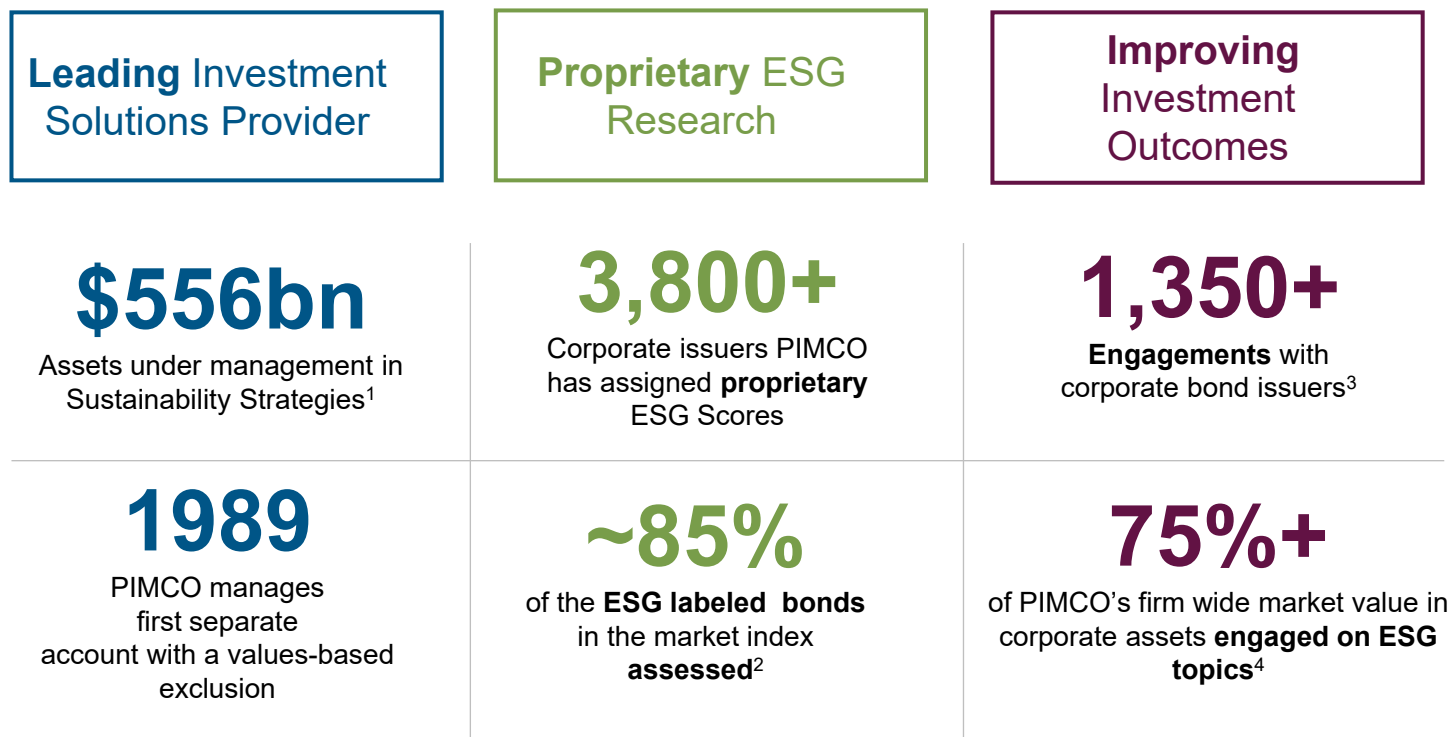 Leading Investment
Solutions Provider
Proprietary ESG
Research
Improving
Investment
Outcomes
$556bn
Assets under management in
Sustainability Strategies¹
3,800+
Corporate issuers PIMCO
has assigned proprietary
ESG Scores
1,350+
Engagements with
corporate bond issuers³
1989
PIMCO manages
first separate
account with a values-based
exclusion
~85%
of the ESG labeled  bonds
in the market index
assessed²
75%+
of PIMCO’s firm wide market value in
corporate assets engaged on ESG
topics⁴